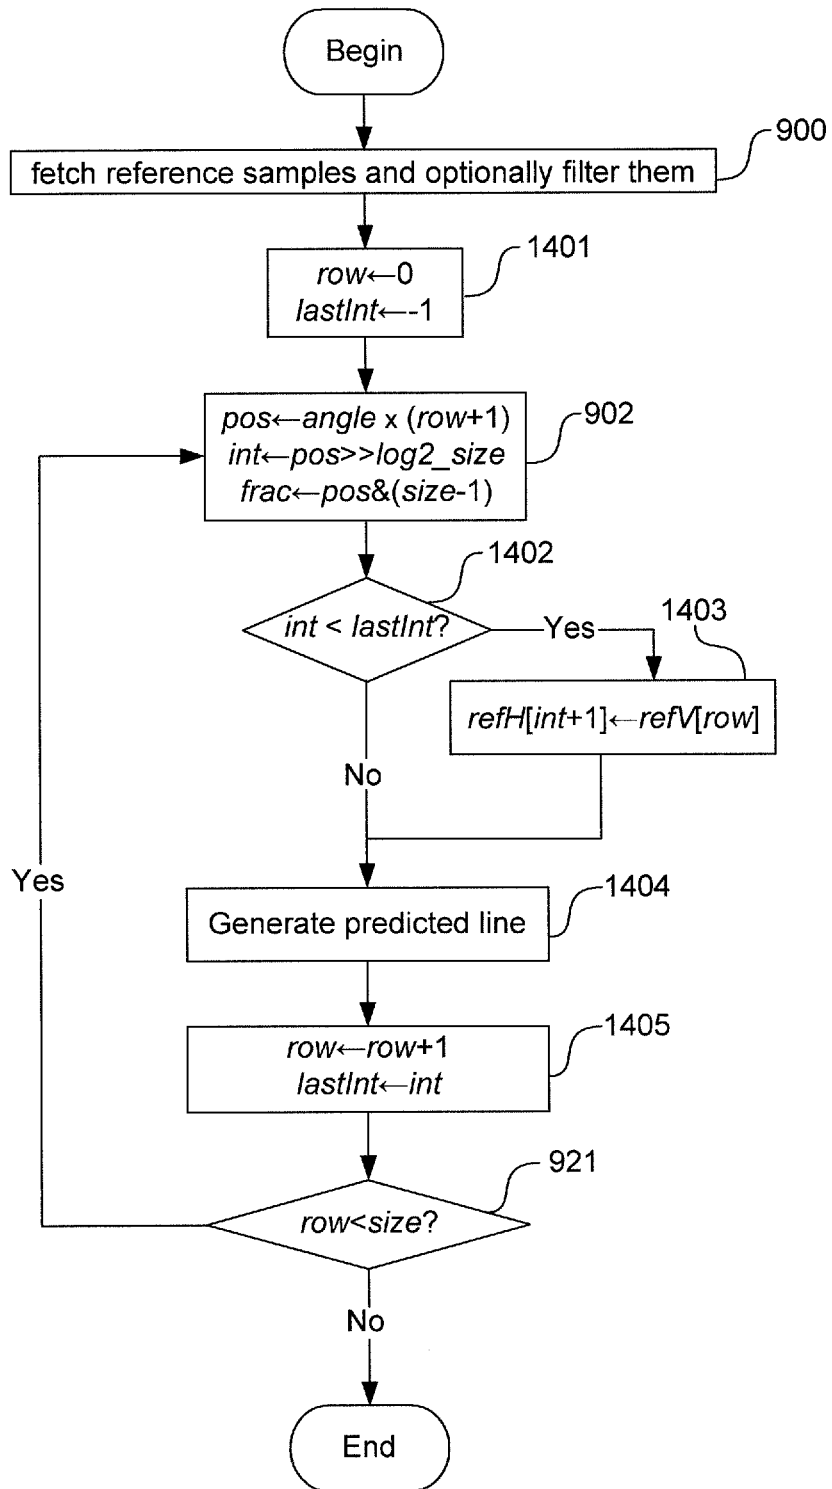 Begin
900
fetch reference samples and optionally filter them
1401
row←0
lastInt←-1
902
pos←angle x (row+1)
int←pos>>log2_size
frac←pos&(size-1)
1402
int < lastInt?
Yes
1403
refH[int+1]←refV[row]
No
Yes
1404
Generate predicted line
1405
row←row+1
lastInt←int
921
row<size?
No
End